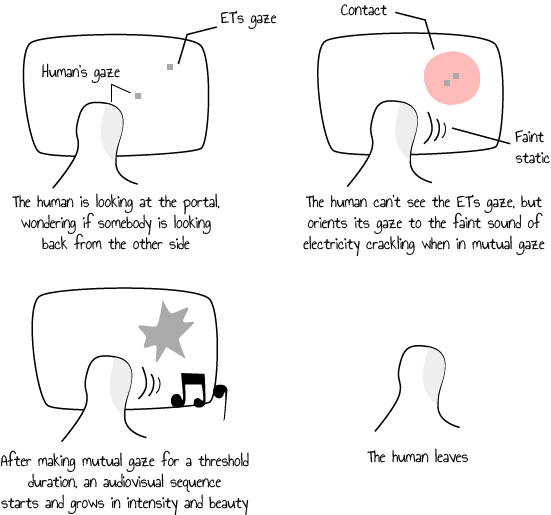 ET's gaze
Human's gaze
The human is looking at the portal,
wondering if somebody is looking
back from the other side
Contact
Faint
static
The human can't see the ET's gaze, but
orients its gaze to the faint sound of
electricity crackling when in mutual gaze
After making mutual gaze for a threshold
duration, an audiovisual sequence
starts and grows in intensity and beauty
The human leaves